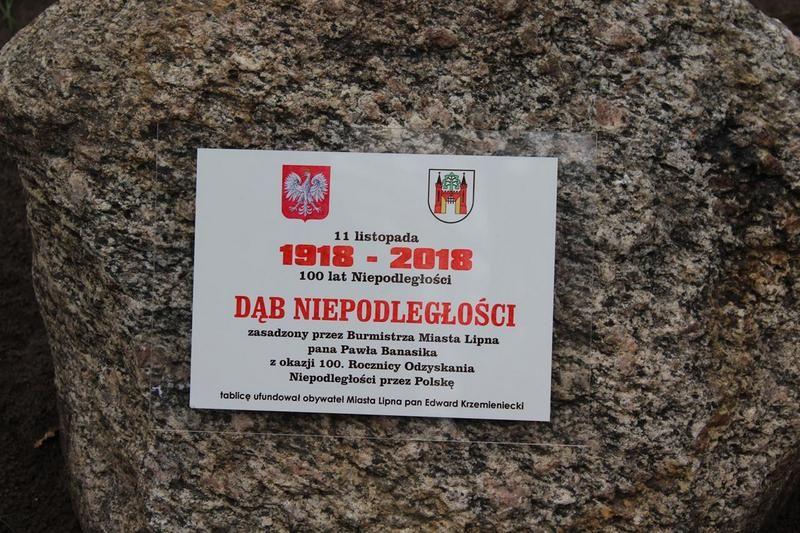 11 listopada
1918 - 2018
100 lat Niepodległości
DĄB NIEPODLEGŁOŚCI
zasadzony przez Burmistrza Miasta Lipna
pana Pawła Banasika
z okazji 100. Rocznicy Odzyskania
Niepodległości przez Polskę
tablicę ufundował obywatel Miasta Lipna pan Edward Krzemieniecki